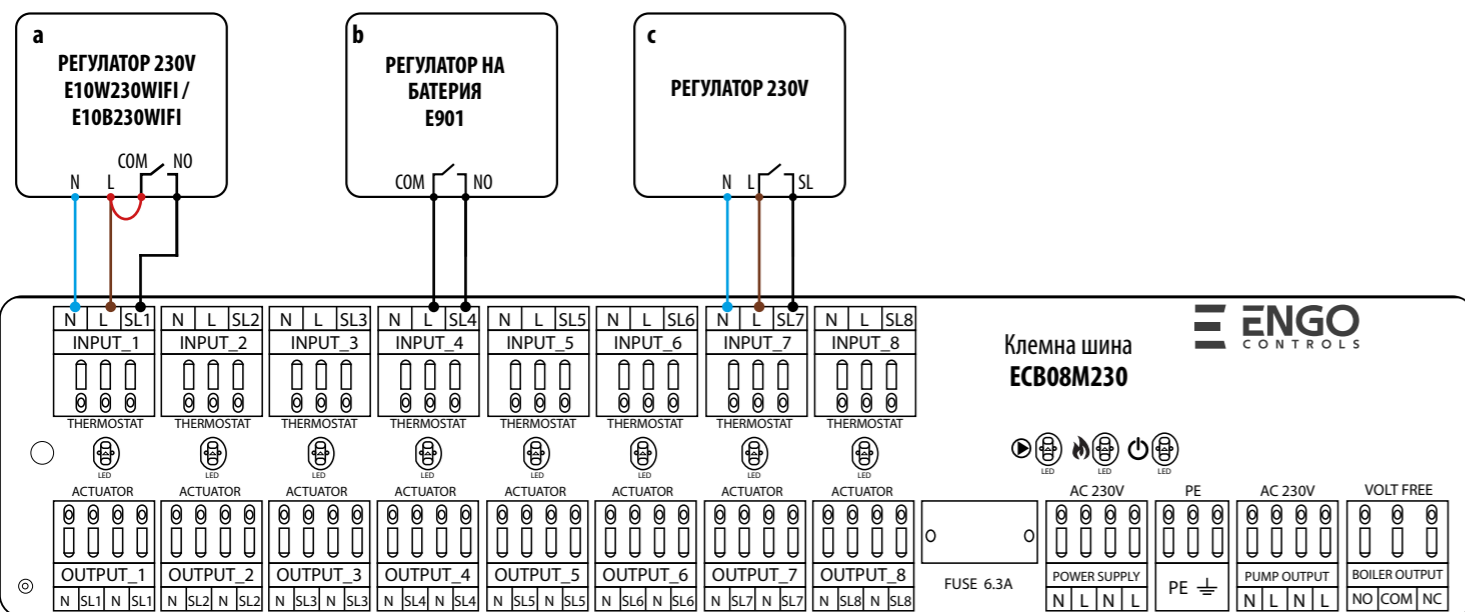 a
РЕГУЛАТОР 230V
E10W230WIFI /
E10B230WIFI
COM NO
N L
b
РЕГУЛАТОР НА
БАТЕРИЯ
E901
COM NO
c
РЕГУЛАТОР 230V
N L SL
N L SL1 N L SL2 N L SL3 N L SL4 N L SL5 N L SL6 N L SL7 N L SL8
INPUT_1 INPUT_2 INPUT_3 INPUT_4 INPUT_5 INPUT_6 INPUT_7 INPUT_8
THERMOSTAT THERMOSTAT THERMOSTAT THERMOSTAT THERMOSTAT THERMOSTAT THERMOSTAT THERMOSTAT
ENGO
CONTROLS
Клемна шина
ECB08M230
LED LED LED LED LED LED LED LED LED LED LED
ACTUATOR ACTUATOR ACTUATOR ACTUATOR ACTUATOR ACTUATOR ACTUATOR ACTUATOR AC 230V PE AC 230V VOLT FREE
OUTPUT_1 OUTPUT_2 OUTPUT_3 OUTPUT_4 OUTPUT_5 OUTPUT_6 OUTPUT_7 OUTPUT_8 FUSE 6.3A POWER SUPPLY PE PUMP OUTPUT BOILER OUTPUT
N SL1 N SL1 N SL2 N SL2 N SL3 N SL3 N SL4 N SL4 N SL5 N SL5 N SL6 N SL6 N SL7 N SL7 N SL8 N SL8 N L N L N L N L NO COM NC